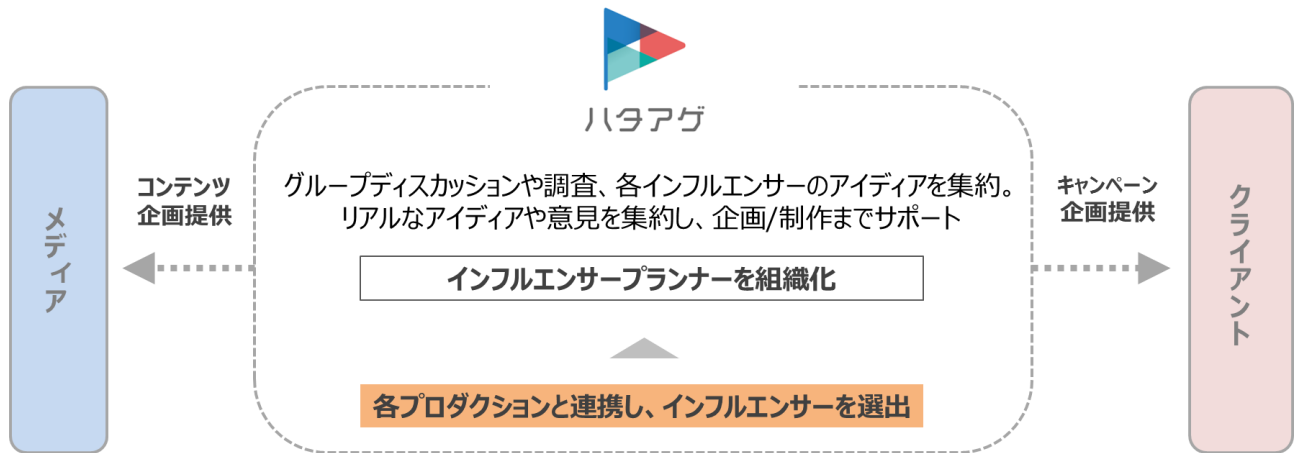 ハタアゲ
メディア
コンテンツ
企画提供
グループディスカッションや調査、各インフルエンサーのアイディアを集約。
リアルなアイディアや意見を集約し、企画/制作までサポート
インフルエンサープランナーを組織化
各プロダクションと連携し、インフルエンサーを選出
キャンペーン
企画提供
クライアント